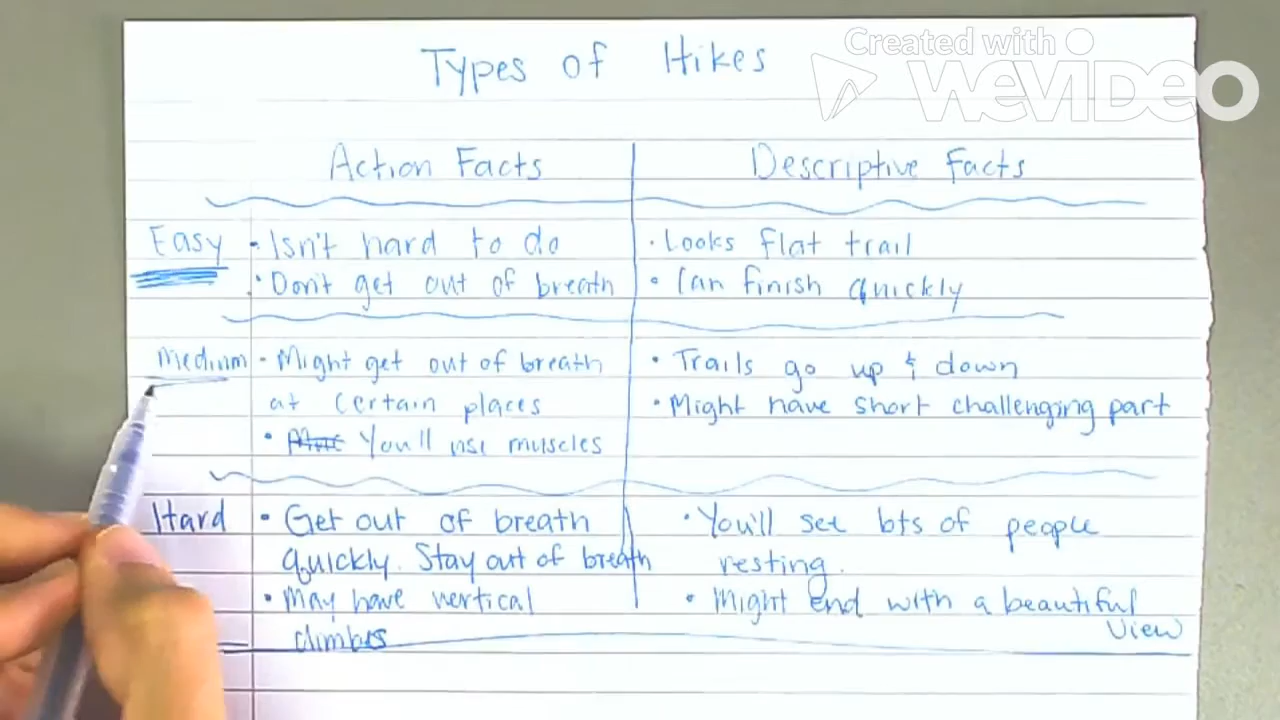 Created with
WEVIDEO
Types of Hikes
Action Facts
Descriptive Facts
Easy
· Isn't hard to do
· Don't get out of breath
· Looks flat trail
· Can finish quickly
Medium
· Might get out of breath
at certain places
· You'll use muscles
· Trails go up & down
· Might have short challenging part
Hard
· Get out of breath
quickly. Stay out of breath
· May have vertical
climbs
· You'll see lots of people
resting.
· Might end with a beautiful
view